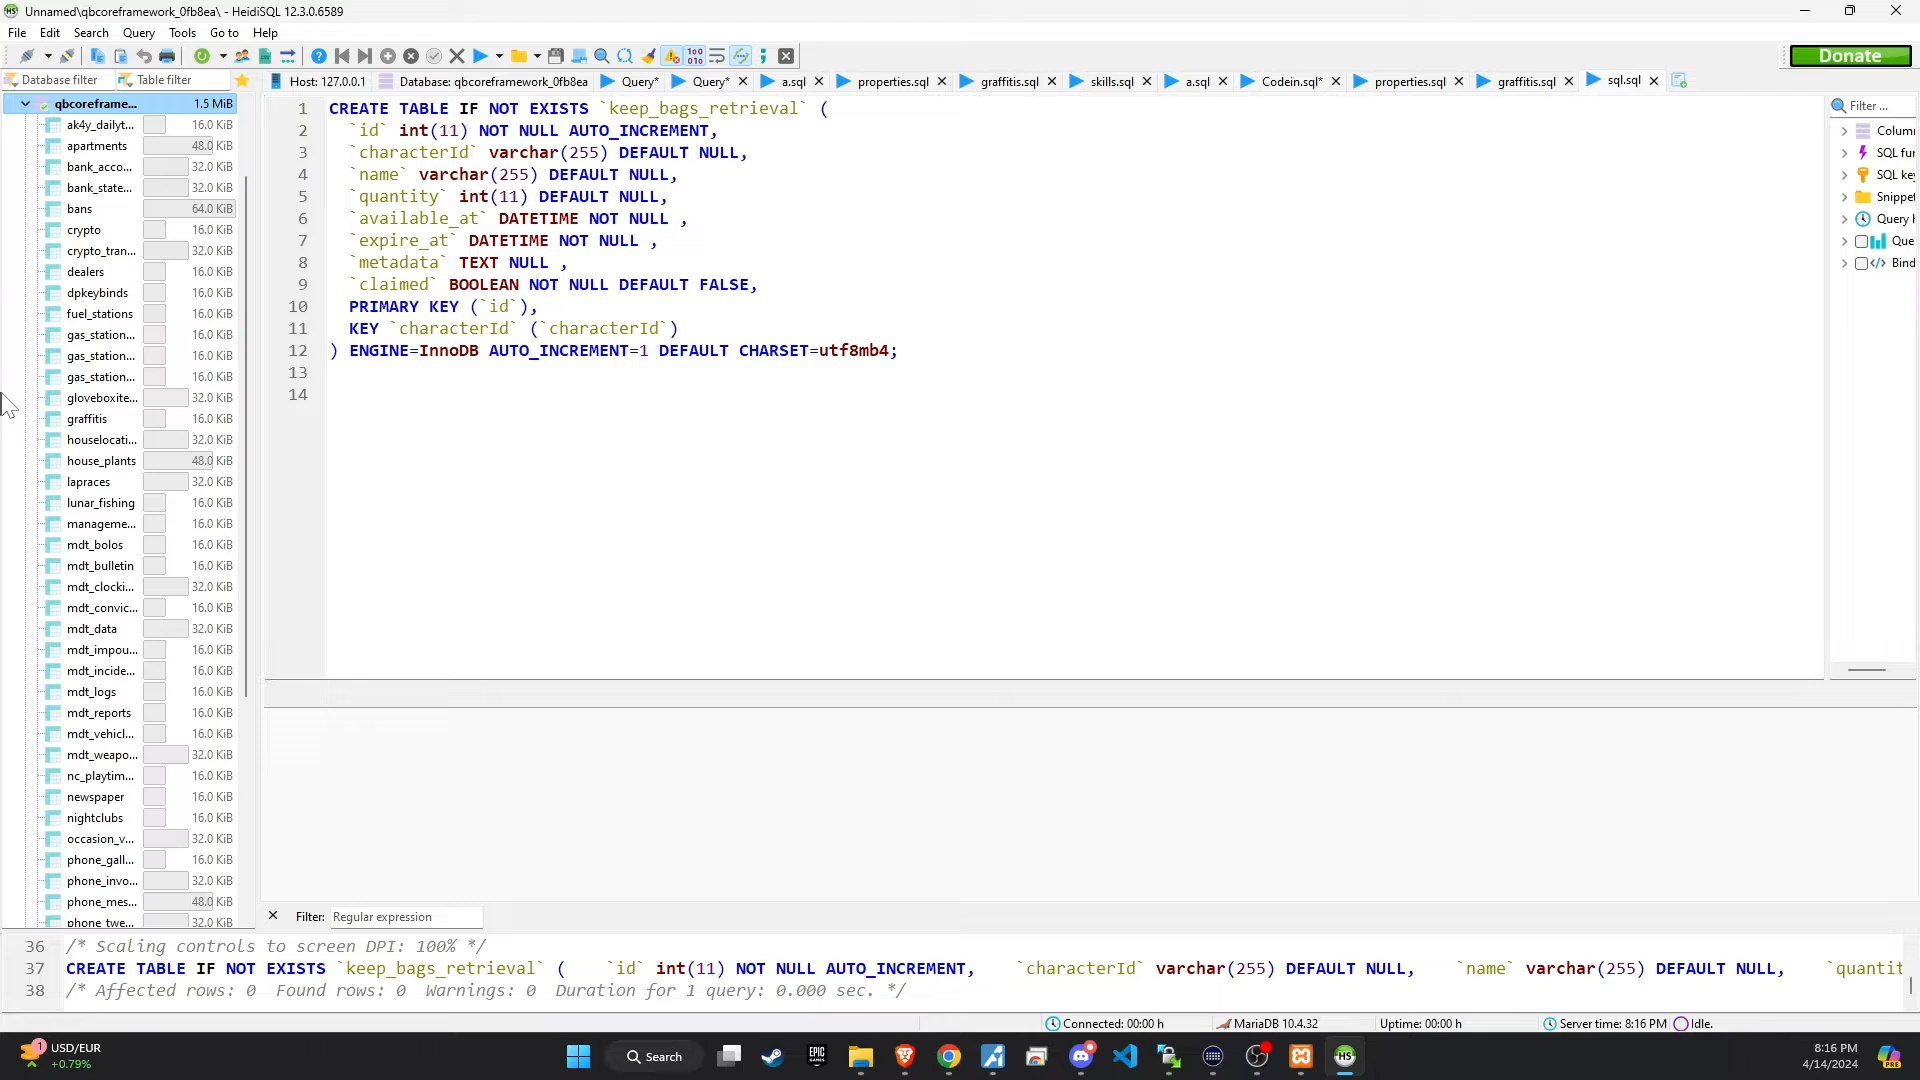 Unnamed\qbcoreframework_0fb8ea\ - HeidiSQL 12.3.0.6589
File Edit Search Query Tools Go to Help
Donate
Database filter Table filter
Host: 127.0.0.1 Database: qbcoreframework_0fb8ea Query* Query* a.sql properties.sql graffitis.sql skills.sql a.sql Codein.sql* properties.sql graffitis.sql sql.sql
qbcoreframe... 1.5 MiB
ak4y_dailyt... 16.0 KiB
apartments 48.0 KiB
bank_acco... 32.0 KiB
bank_state... 32.0 KiB
bans 64.0 KiB
crypto 16.0 KiB
crypto_tran... 32.0 KiB
dealers 16.0 KiB
dpkeybinds 16.0 KiB
fuel_stations 16.0 KiB
gas_station... 16.0 KiB
gas_station... 16.0 KiB
gas_station... 16.0 KiB
gloveboxite... 32.0 KiB
graffitis 16.0 KiB
houselocati... 32.0 KiB
house_plants 48.0 KiB
lapraces 32.0 KiB
lunar_fishing 16.0 KiB
manageme... 16.0 KiB
mdt_bolos 16.0 KiB
mdt_bulletin 16.0 KiB
mdt_clocki... 32.0 KiB
mdt_convic... 16.0 KiB
mdt_data 32.0 KiB
mdt_impou... 16.0 KiB
mdt_incide... 16.0 KiB
mdt_logs 16.0 KiB
mdt_reports 16.0 KiB
mdt_vehicl... 16.0 KiB
mdt_weapo... 32.0 KiB
nc_playtim... 16.0 KiB
newspaper 16.0 KiB
nightclubs 16.0 KiB
occasion_v... 32.0 KiB
phone_gall... 16.0 KiB
phone_invo... 32.0 KiB
phone_mes... 48.0 KiB
phone_twe... 32.0 KiB
1 CREATE TABLE IF NOT EXISTS `keep_bags_retrieval` (
2 `id` int(11) NOT NULL AUTO_INCREMENT,
3 `characterId` varchar(255) DEFAULT NULL,
4 `name` varchar(255) DEFAULT NULL,
5 `quantity` int(11) DEFAULT NULL,
6 `available_at` DATETIME NOT NULL ,
7 `expire_at` DATETIME NOT NULL ,
8 `metadata` TEXT NULL ,
9 `claimed` BOOLEAN NOT NULL DEFAULT FALSE,
10 PRIMARY KEY (`id`),
11 KEY `characterId` (`characterId`)
12 ) ENGINE=InnoDB AUTO_INCREMENT=1 DEFAULT CHARSET=utf8mb4;
13
14
Filter ...
Colum
SQL fu
SQL key
Snippet
Query
Que
Bind
Filter: Regular expression
36 /* Scaling controls to screen DPI: 100% */
37 CREATE TABLE IF NOT EXISTS `keep_bags_retrieval` ( `id` int(11) NOT NULL AUTO_INCREMENT, `characterId` varchar(255) DEFAULT NULL, `name` varchar(255) DEFAULT NULL, `quantit
38 /* Affected rows: 0 Found rows: 0 Warnings: 0 Duration for 1 query: 0.000 sec. */
Connected: 00:00 h MariaDB 10.4.32 Uptime: 00:00 h Server time: 8:16 PM Idle.
1 USD/EUR
+0.79%
Search
EPIC GAMES
HS
8:16 PM
4/14/2024
PRE